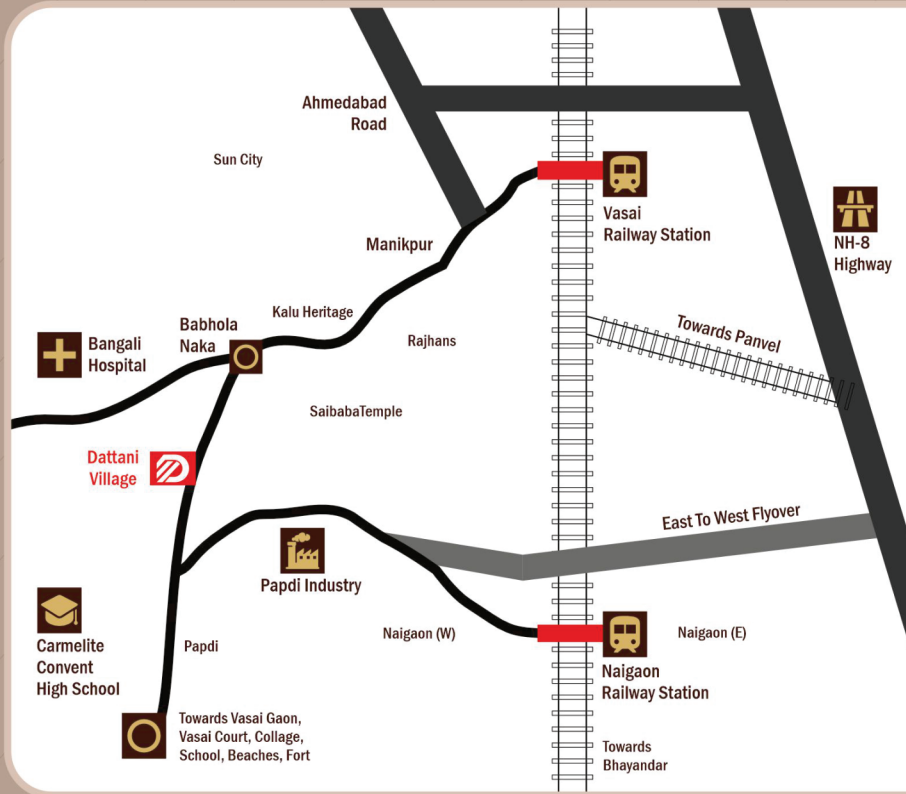 Ahmedabad
Road
Sun City
Vasai
Railway Station
NH-8
Highway
Manikpur
Kalu Heritage
Babhola
Naka
Bangali
Hospital
Rajhans
Towards Panvel
SaibabaTemple
Dattani
Village
East To West Flyover
Papdi Industry
Carmelite
Convent
High School
Papdi
Naigaon (W)
Naigaon (E)
Naigaon
Railway Station
Towards Vasai Gaon,
Vasai Court, Collage,
School, Beaches, Fort
Towards
Bhayandar